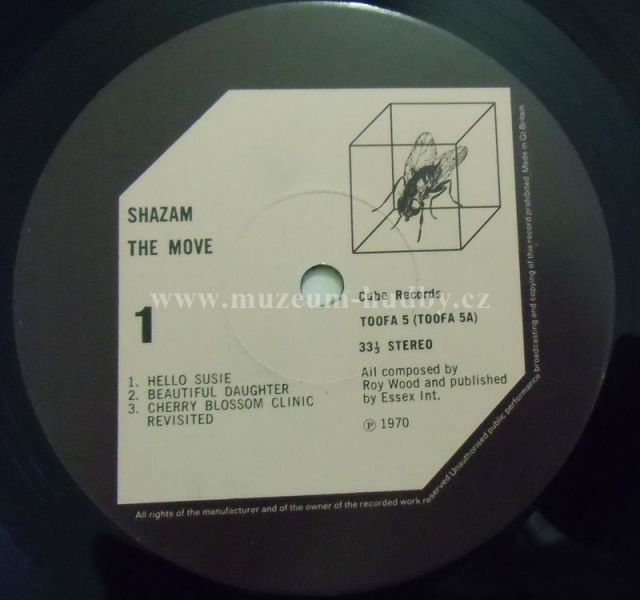 SHAZAM
THE MOVE
1
1. HELLO SUSIE
2. BEAUTIFUL DAUGHTER
3. CHERRY BLOSSOM CLINIC
REVISITED
Cube Records
TOOFA 5 (TOOFA 5A)
33⅓ STEREO
All composed by
Roy Wood and published
by Essex Int.
℗ 1970
All rights of the manufacturer and of the owner of the recorded work reserved Unauthorised public performance broadcasting and copying of this record prohibited. Made in Gt Britain
www.muzeum-hudby.cz